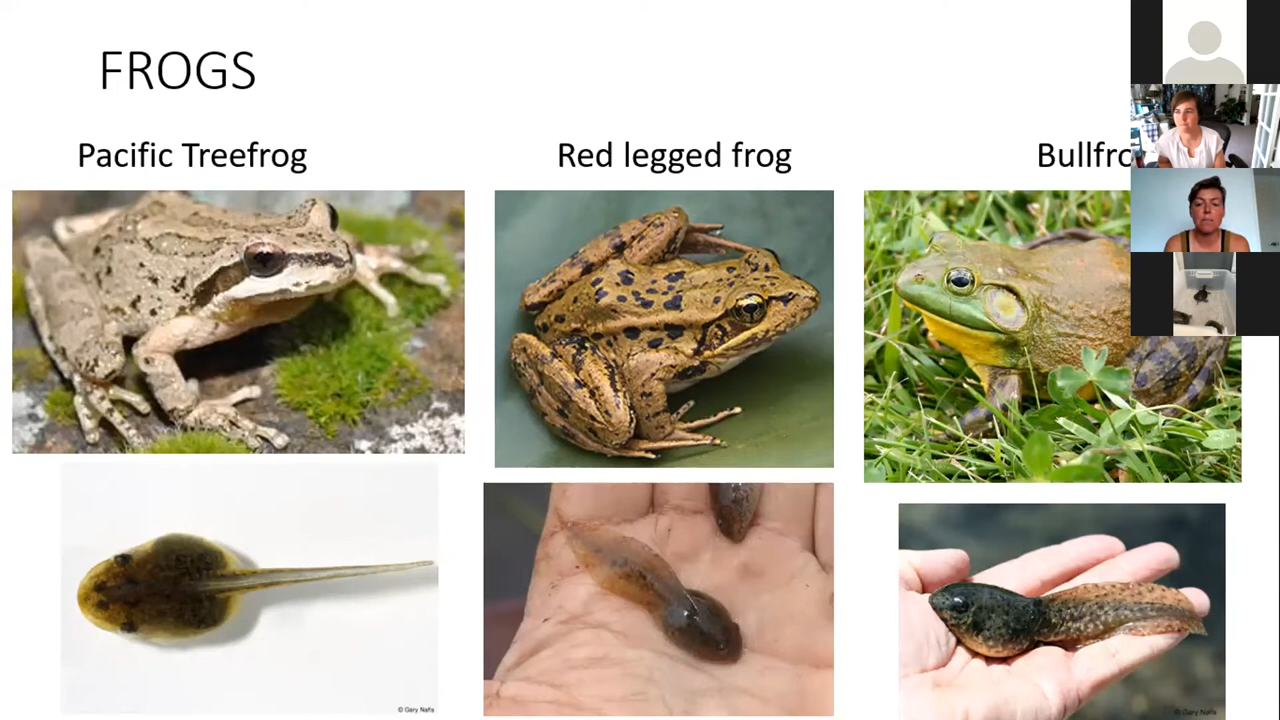 FROGS
Pacific Treefrog
Red legged frog
Bullfro
© Gary Nafis
© Gary Nafis